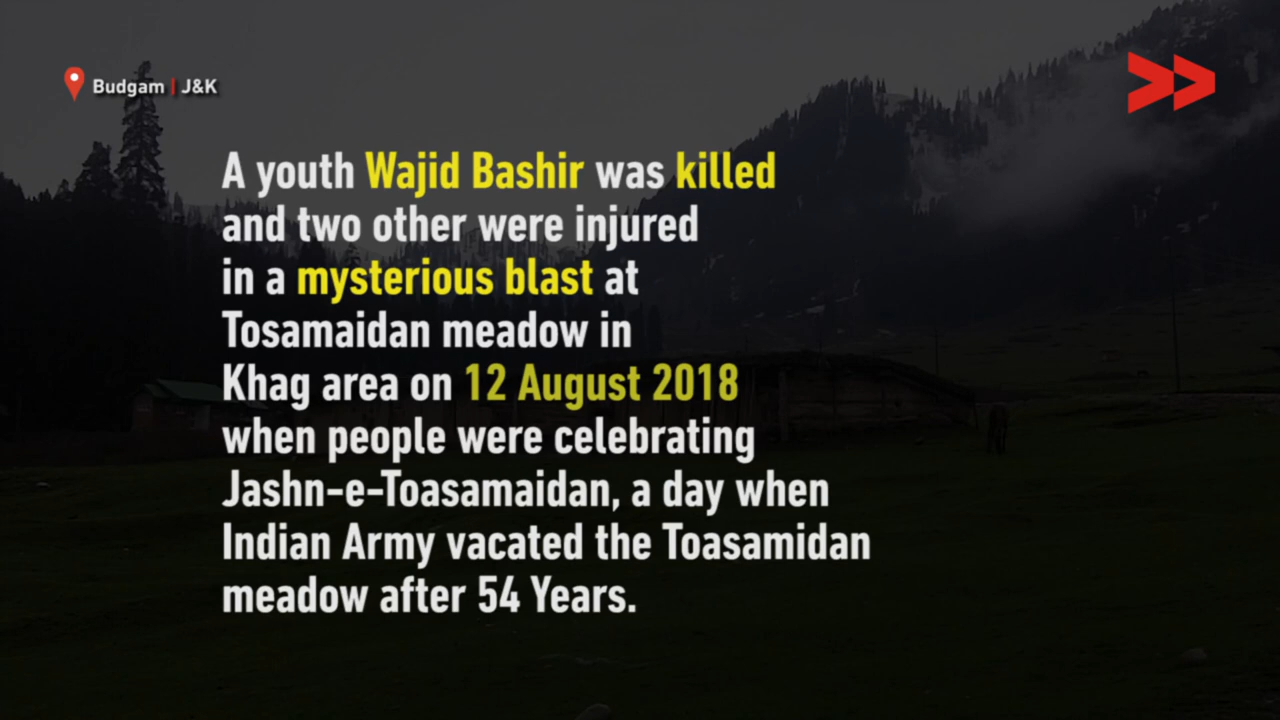 Budgam | J&K
A youth Wajid Bashir was killed
and two other were injured
in a mysterious blast at
Tosamaidan meadow in
Khag area on 12 August 2018
when people were celebrating
Jashn-e-Toasamaidan, a day when
Indian Army vacated the Toasamidan
meadow after 54 Years.